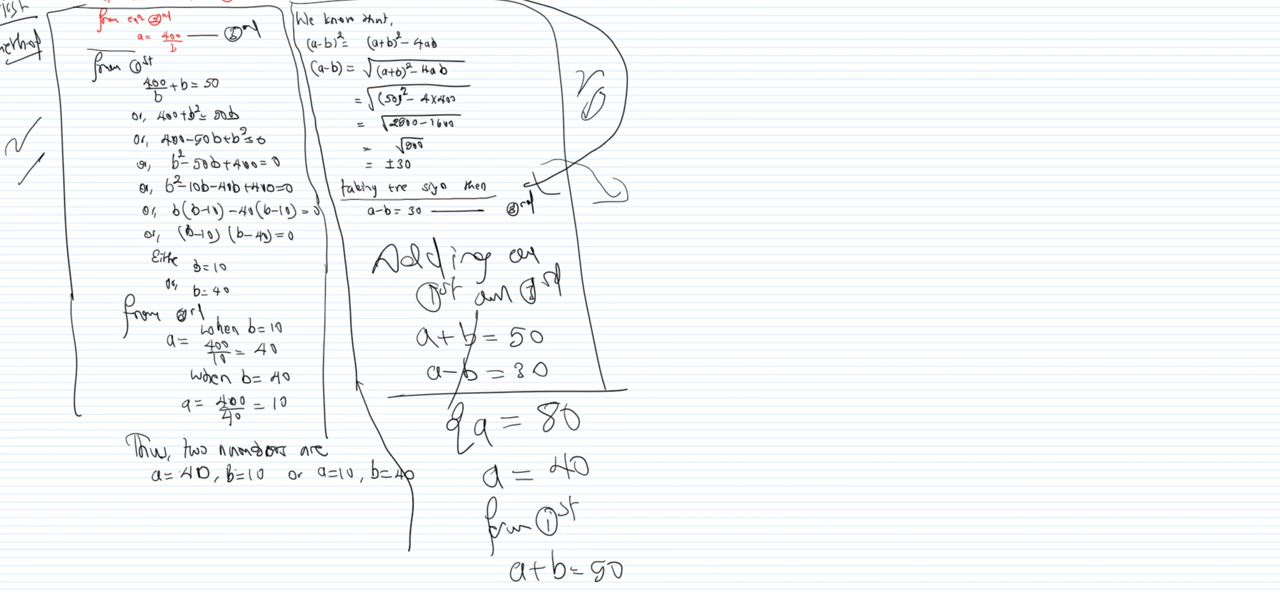 method
from eqn 2nd
a = 400/b —— 3rd
from 1st
400/b + b = 50
or, 400 + b² = 50b
or, 400 - 50b + b² = 0
or, b² - 50b + 400 = 0
or, b² - 10b - 40b + 400 = 0
or, b(b-10) - 40(b-10) = 0
or, (b-10) (b-40) = 0
Eithe b = 10
or, b = 40
from 3rd
when b = 10
a = 400/10 = 40
when b = 40
a = 400/40 = 10
Thus, two numbers are
a = 40, b = 10 or a = 10, b = 40
We know that,
(a-b)² = (a+b)² - 4ab
(a-b) = √(a+b)² - 4ab
= √(50)² - 4×400
= √2500 - 1600
= √900
= ±30
taking +ve sign then
a-b = 30 —— 3rd
Adding eqn
1st and 3rd
a+b = 50
a-b = 30
2a = 80
a = 40
from 1st
a+b = 50